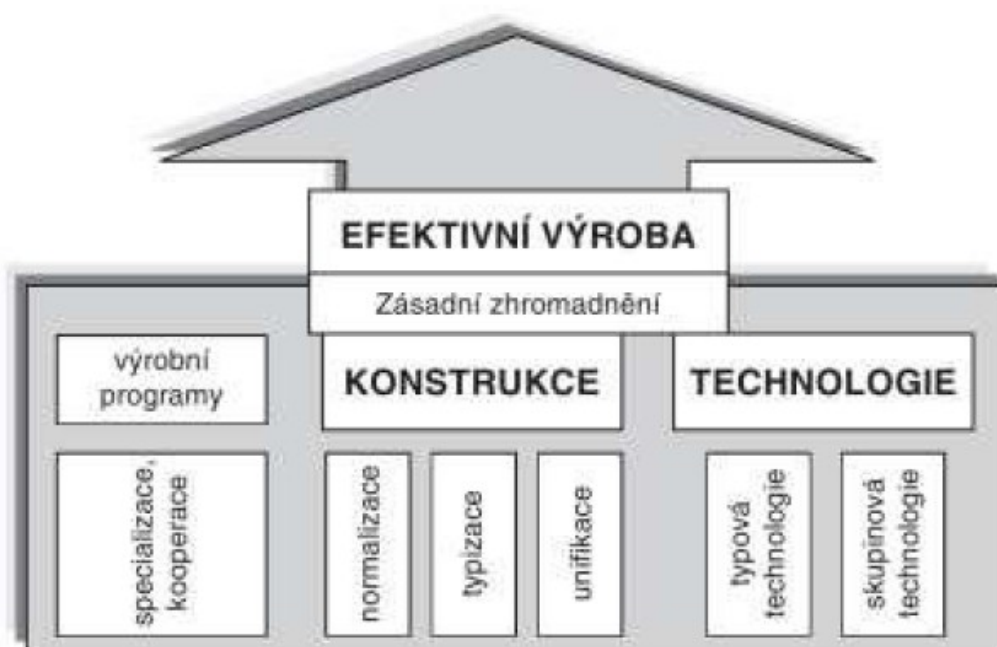 EFEKTIVNÍ VÝROBA
Zásadní zhromadnění
výrobní
programy
KONSTRUKCE
TECHNOLOGIE
specializace,
kooperace
normalizace
typizace
unifikace
typová
technologie
skupinová
technologie